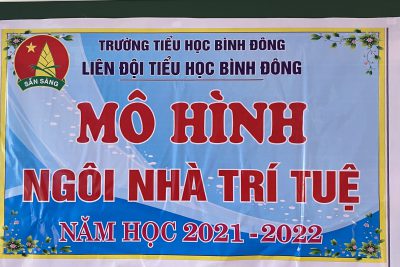 TRƯỜNG TIỂU HỌC BÌNH ĐÔNG
LIÊN ĐỘI TIỂU HỌC BÌNH ĐÔNG
SẴN SÀNG
MÔ HÌNH
NGÔI NHÀ TRÍ TUỆ
NĂM HỌC 2021 -2022